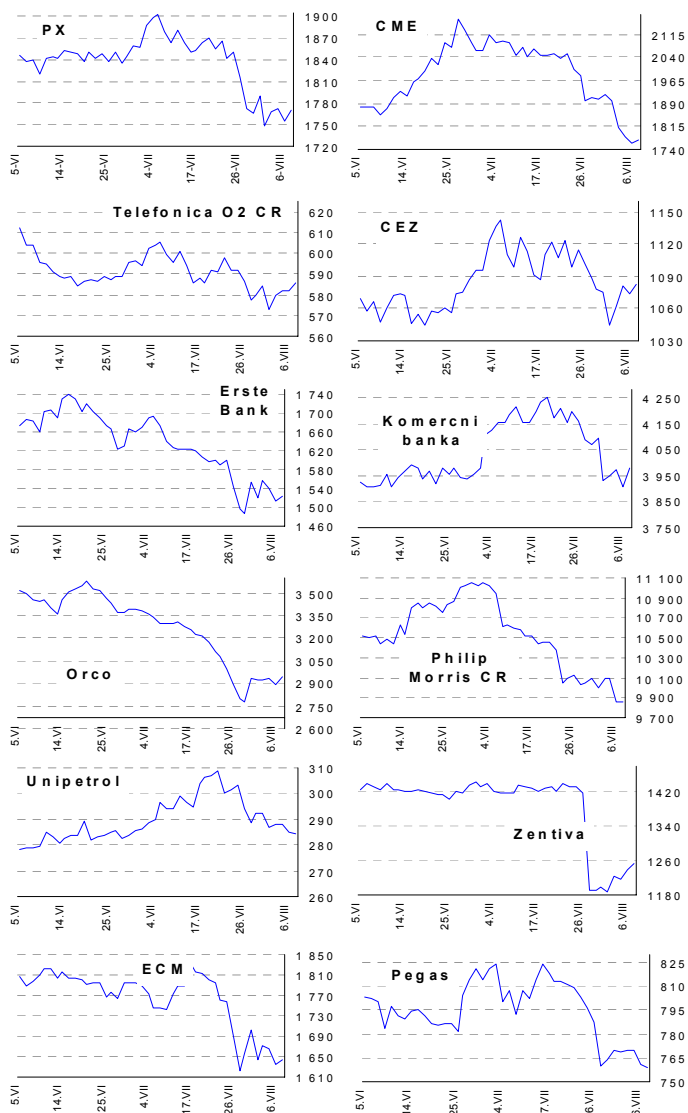 PX
1900
1870
1840
1810
1780
1750
1720
5-VI
14-VI
25-VI
4-VII
17-VII
26-VII
6-VIII
CME
2115
2040
1965
1890
1815
1740
5.VI
14.VI
25.VI
4.VII
17.VII
26.VII
6.VIII
Telefonica O2 CR
620
610
600
590
580
570
560
5.VI
14.VI
25.VI
4.VII
17.VII
26.VII
6.VIII
CEZ
1150
1120
1090
1060
1030
5.VI
14.VI
25.VI
4.VII
17.VII
26.VII
6.VIII
Erste
Bank
1 740
1 700
1 660
1 620
1 580
1 540
1 500
1 460
5.VI
14.VI
25.VI
4.VII
17.VII
26.VII
6.VIII
Komercni
banka
4 250
4 150
4 050
3 950
3 850
3 750
5.VI
14.VI
25.VI
4.VII
17.VII
26.VII
6.VIII
Orco
3 500
3 350
3 200
3 050
2 900
2 750
2 600
5.VI
14.VI
25.VI
4.VII
17.VII
26.VII
6.VIII
Philip
Morris CR
11 100
10 900
10 700
10 500
10 300
10 100
9 900
9 700
5.VI
14.VI
25.VI
4.VII
17.VII
26.VII
6.VIII
Unipetrol
310
300
290
280
270
260
5.VI
14.VI
25.VI
4.VII
17.VII
26.VII
6.VIII
Zentiva
1420
1340
1260
1180
5.VI
14.VI
25.VI
4.VII
17.VII
26.VII
6.VIII
ECM
1 850
1 810
1 770
1 730
1 690
1 650
1 610
5.VI
14.VI
25.VI
4.VII
17.VII
26.VII
6.VIII
Pegas
825
810
795
780
765
750
5.VI
14.VI
25.VI
4.VII